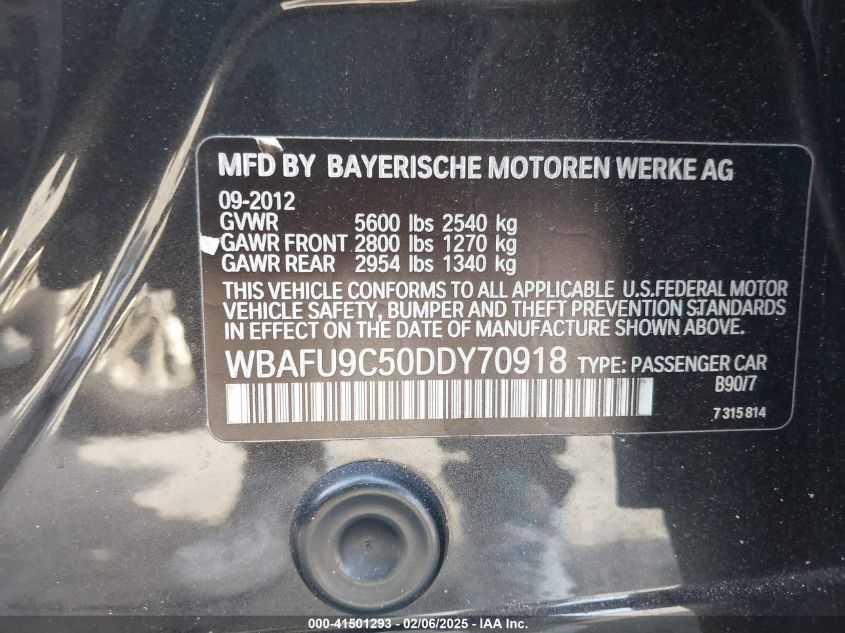 MFD BY BAYERISCHE MOTOREN WERKE AG
09-2012
GVWR 5600 lbs 2540 kg
GAWR FRONT 2800 lbs 1270 kg
GAWR REAR 2954 lbs 1340 kg
THIS VEHICLE CONFORMS TO ALL APPLICABLE U.S.FEDERAL MOTOR
VEHICLE SAFETY, BUMPER AND THEFT PREVENTION STANDARDS
IN EFFECT ON THE DATE OF MANUFACTURE SHOWN ABOVE.
WBAFU9C50DDY70918 TYPE: PASSENGER CAR
B90/7
7 315 814
000-41501293 - 02/06/2025 - IAA Inc.